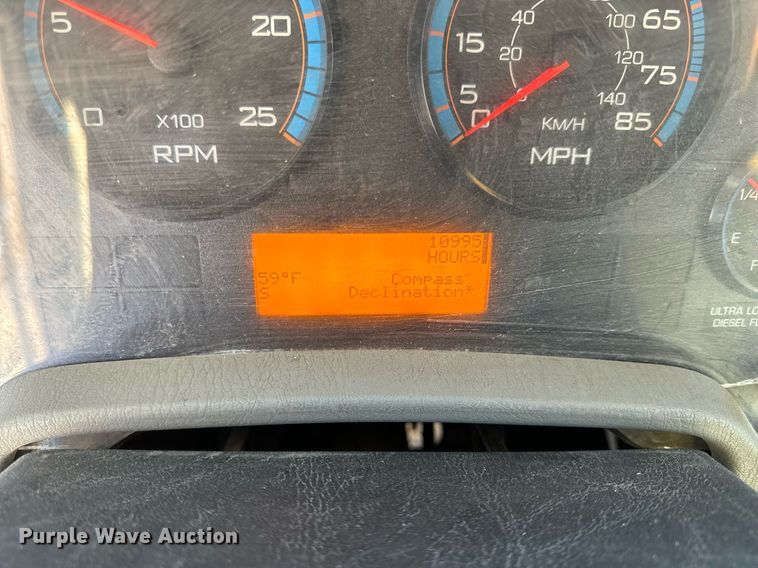 5
20
0
X100
25
RPM
15
5
0
40
20
0
100
120
140
KM/H
65
75
85
MPH
1/4
E
F
10995
HOURS
59°F Compass
S Declination*
ULTRA LO
DIESEL F
Purple Wave Auction